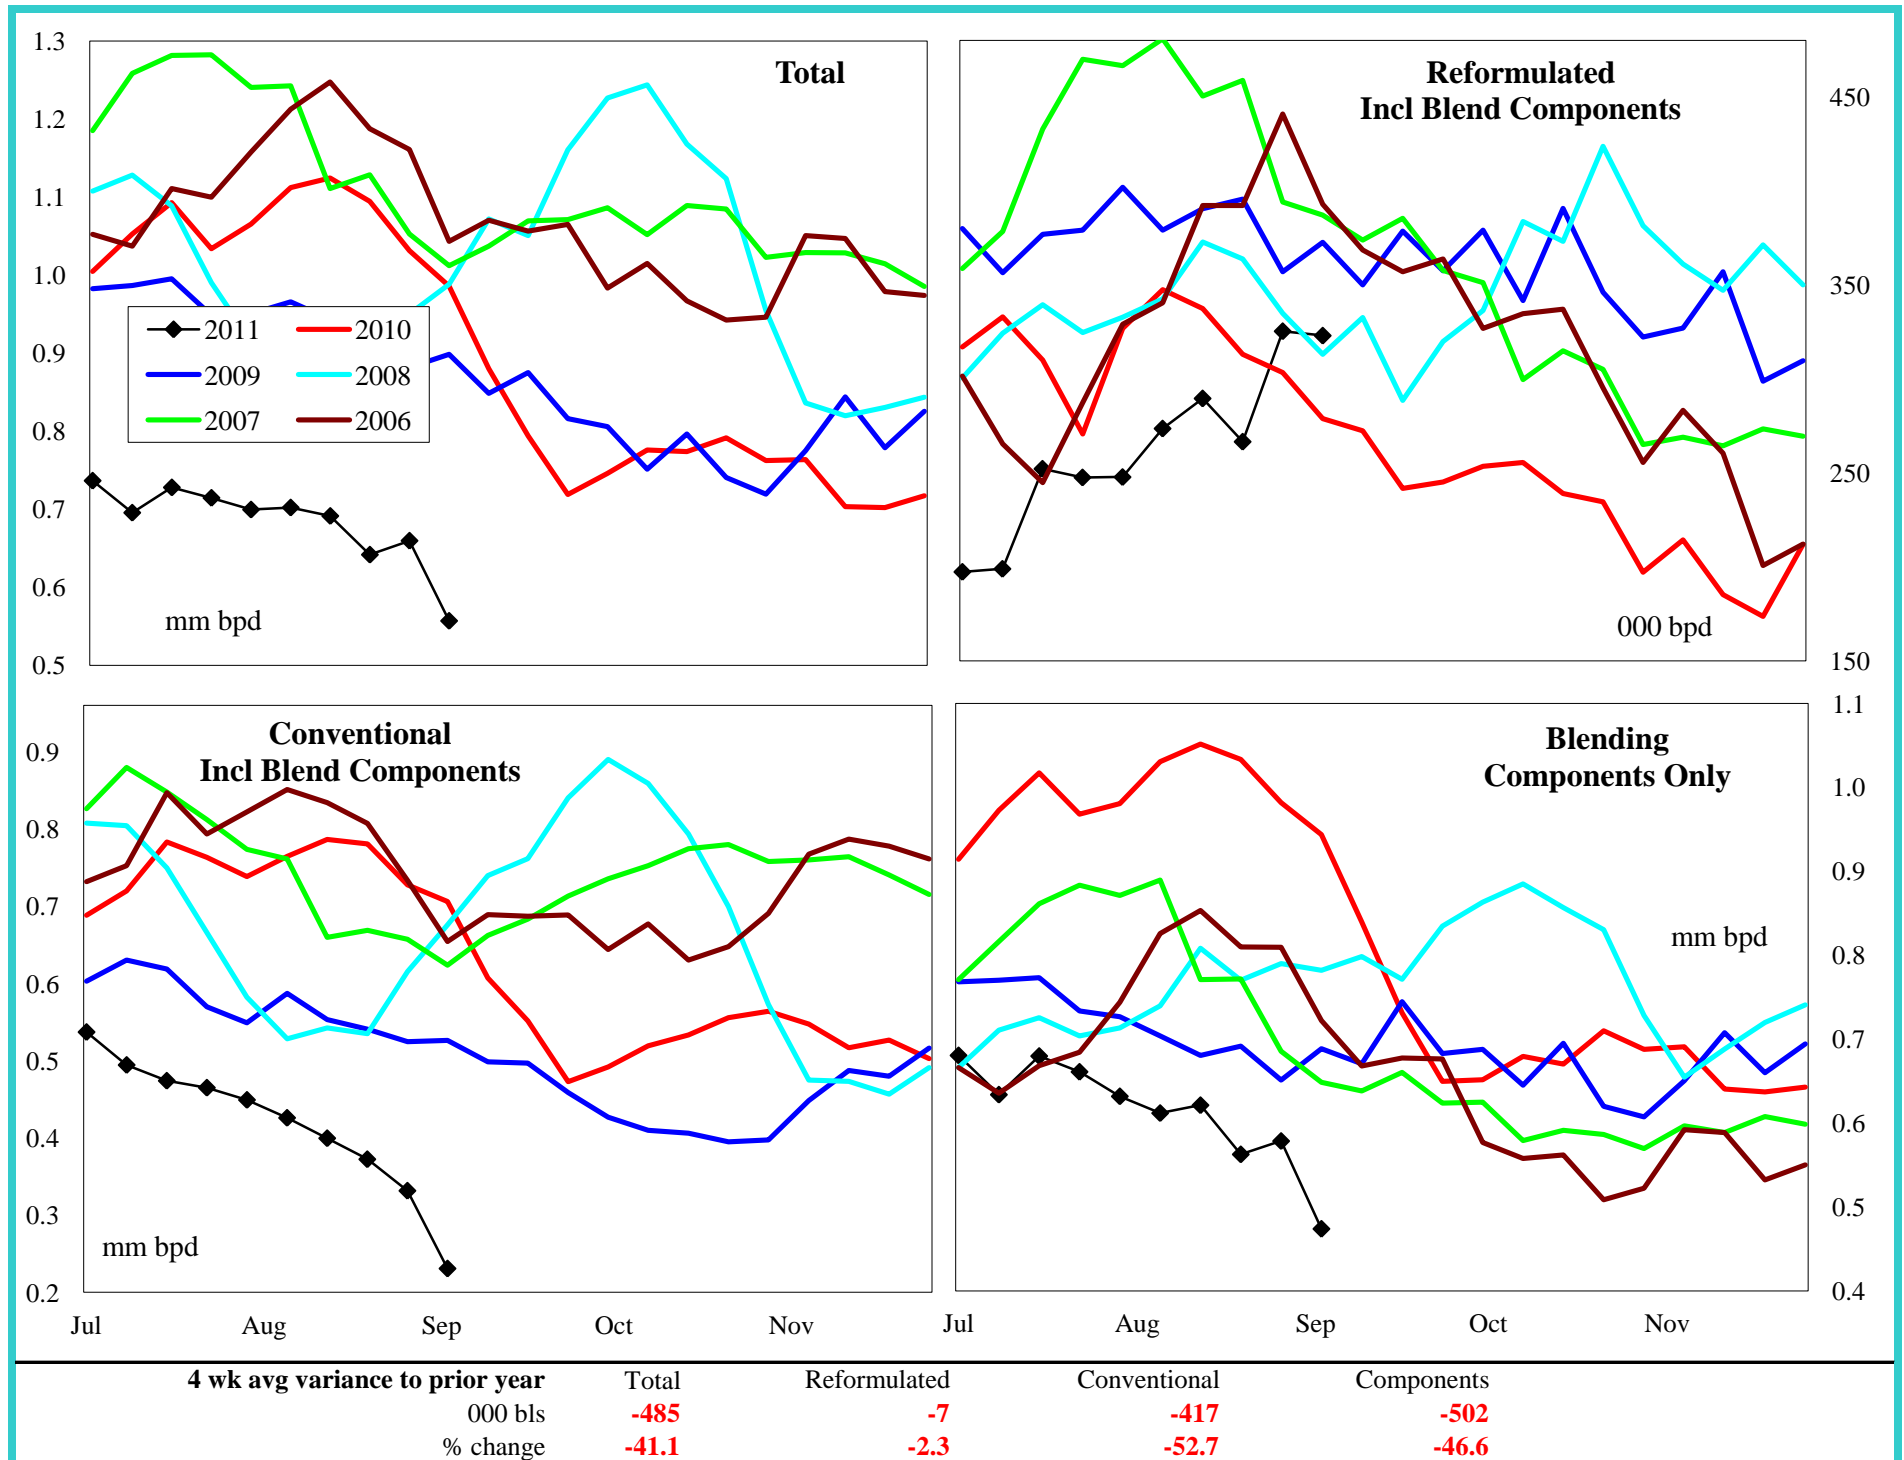 Total
1.3
1.2
1.1
1.0
0.9
0.8
0.7
0.6
0.5
2011 2010
2009 2008
2007 2006
mm bpd
Reformulated
Incl Blend Components
450
350
250
150
000 bpd
Conventional
Incl Blend Components
0.9
0.8
0.7
0.6
0.5
0.4
0.3
0.2
mm bpd
Jul Aug Sep Oct Nov
Blending
Components Only
1.1
1.0
0.9
0.8
0.7
0.6
0.5
0.4
mm bpd
Jul Aug Sep Oct Nov
4 wk avg variance to prior year Total Reformulated Conventional Components
000 bls -485 -7 -417 -502
% change -41.1 -2.3 -52.7 -46.6